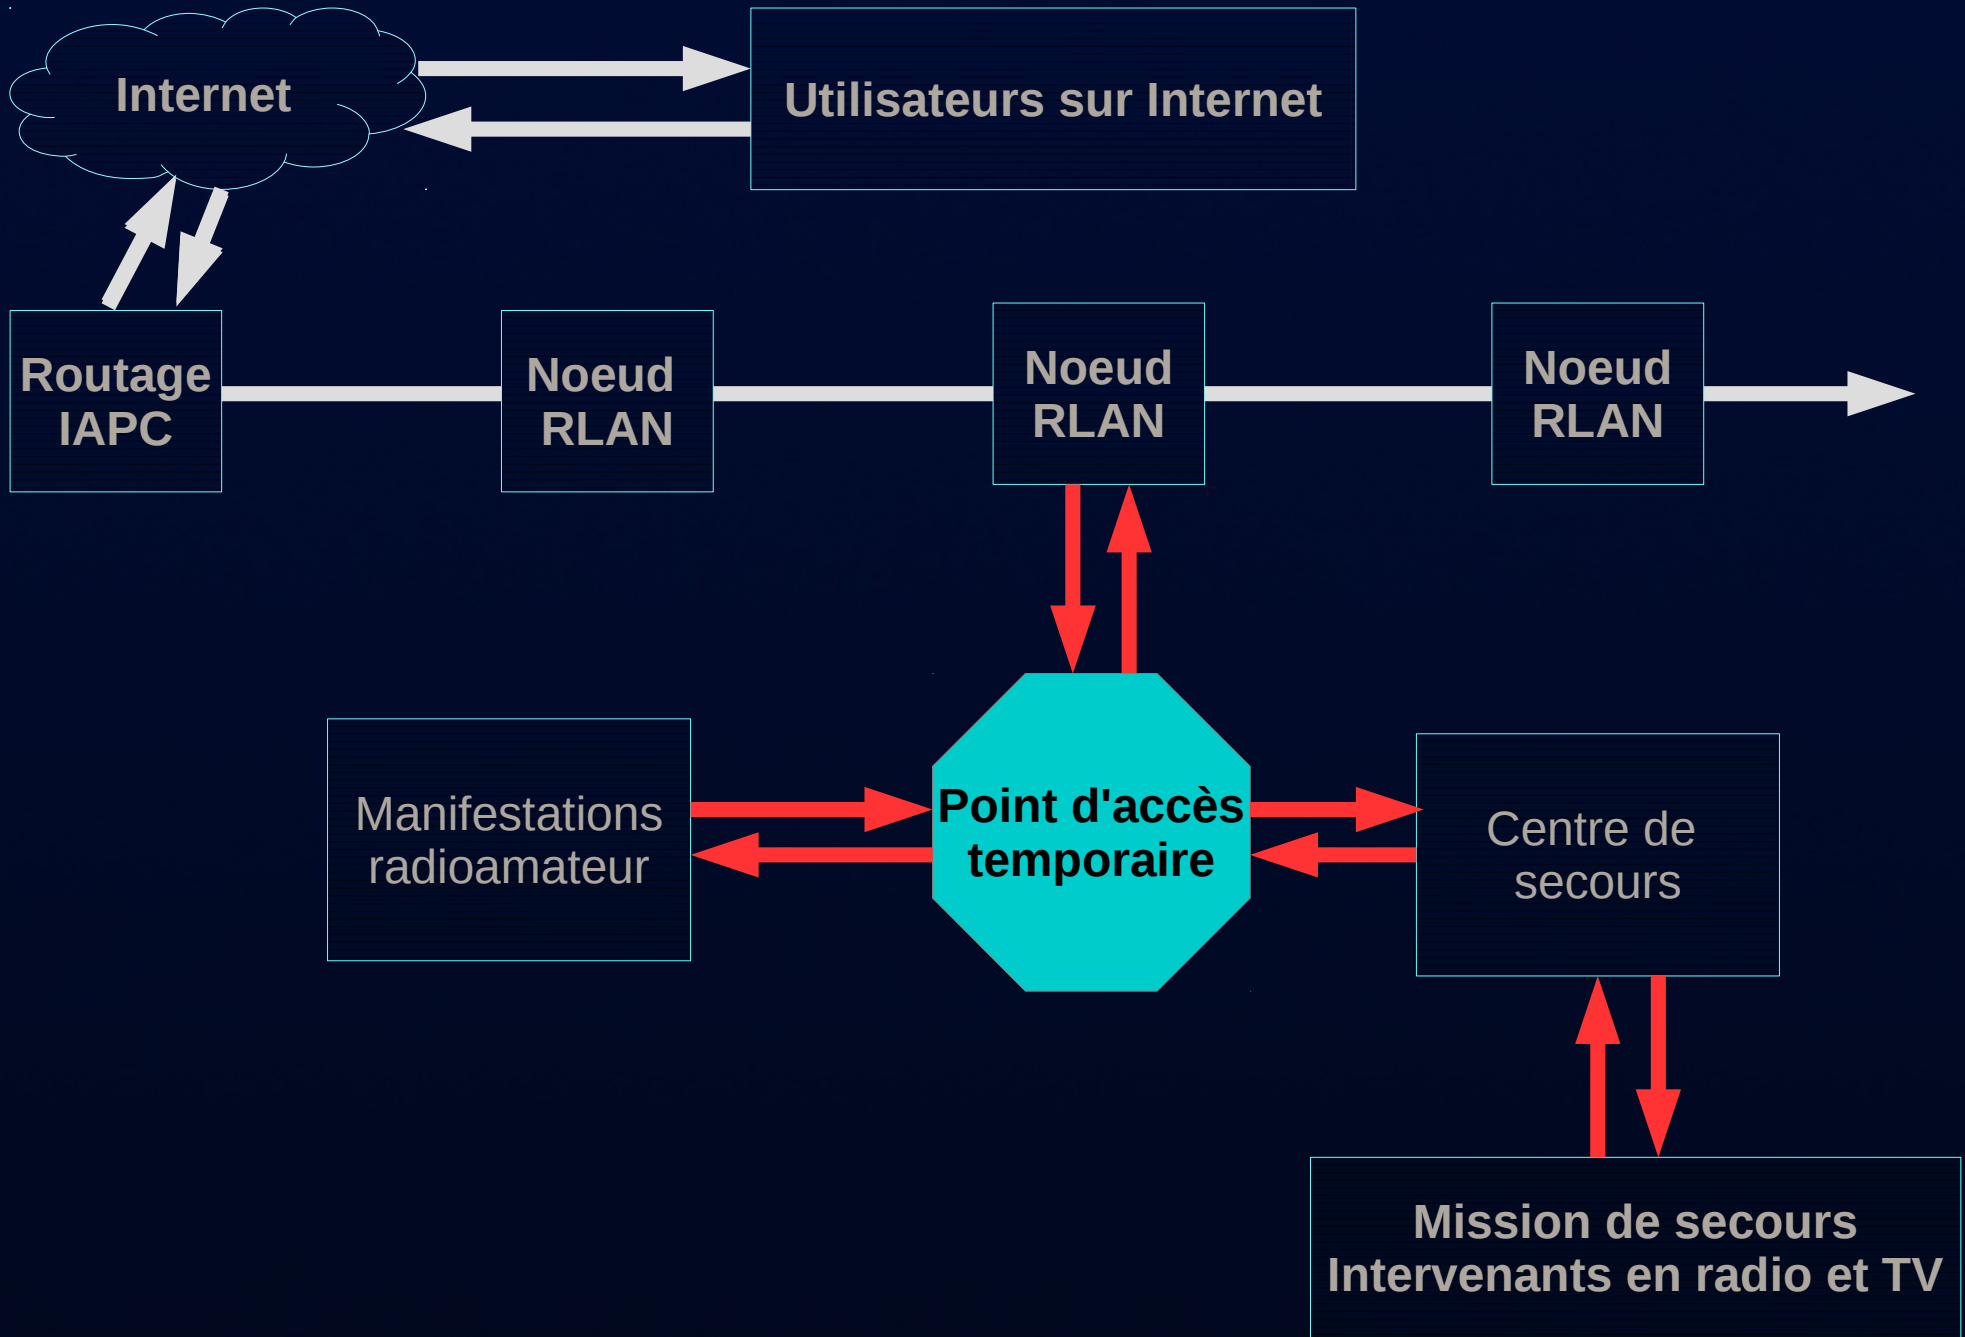 Internet
Utilisateurs sur Internet
Routage
IAPC
Noeud
RLAN
Noeud
RLAN
Noeud
RLAN
Manifestations
radioamateur
Point d'accès
temporaire
Centre de
secours
Mission de secours
Intervenants en radio et TV